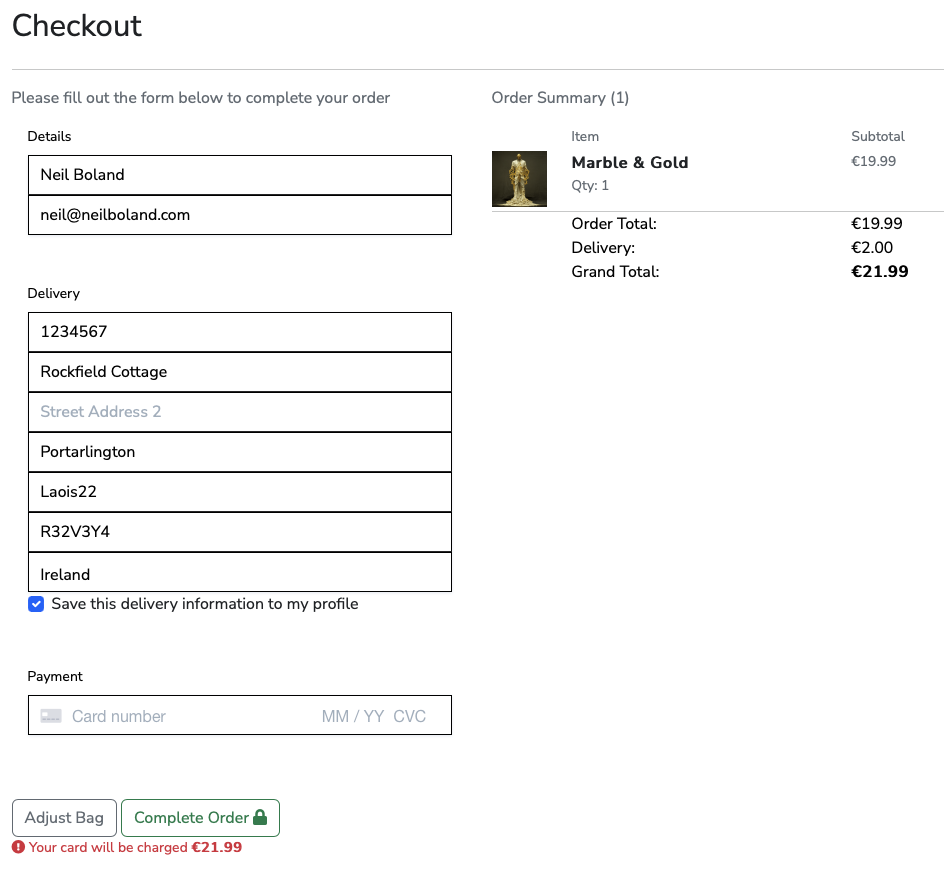 Checkout
Please fill out the form below to complete your order
Details
Neil Boland
neil@neilboland.com
Delivery
1234567
Rockfield Cottage
Street Address 2
Portarlington
Laois22
R32V3Y4
Ireland
Save this delivery information to my profile
Payment
Card number MM / YY CVC
Adjust Bag Complete Order
Your card will be charged €21.99
Order Summary (1)
Item Subtotal
Marble & Gold €19.99
Qty: 1
Order Total: €19.99
Delivery: €2.00
Grand Total: €21.99